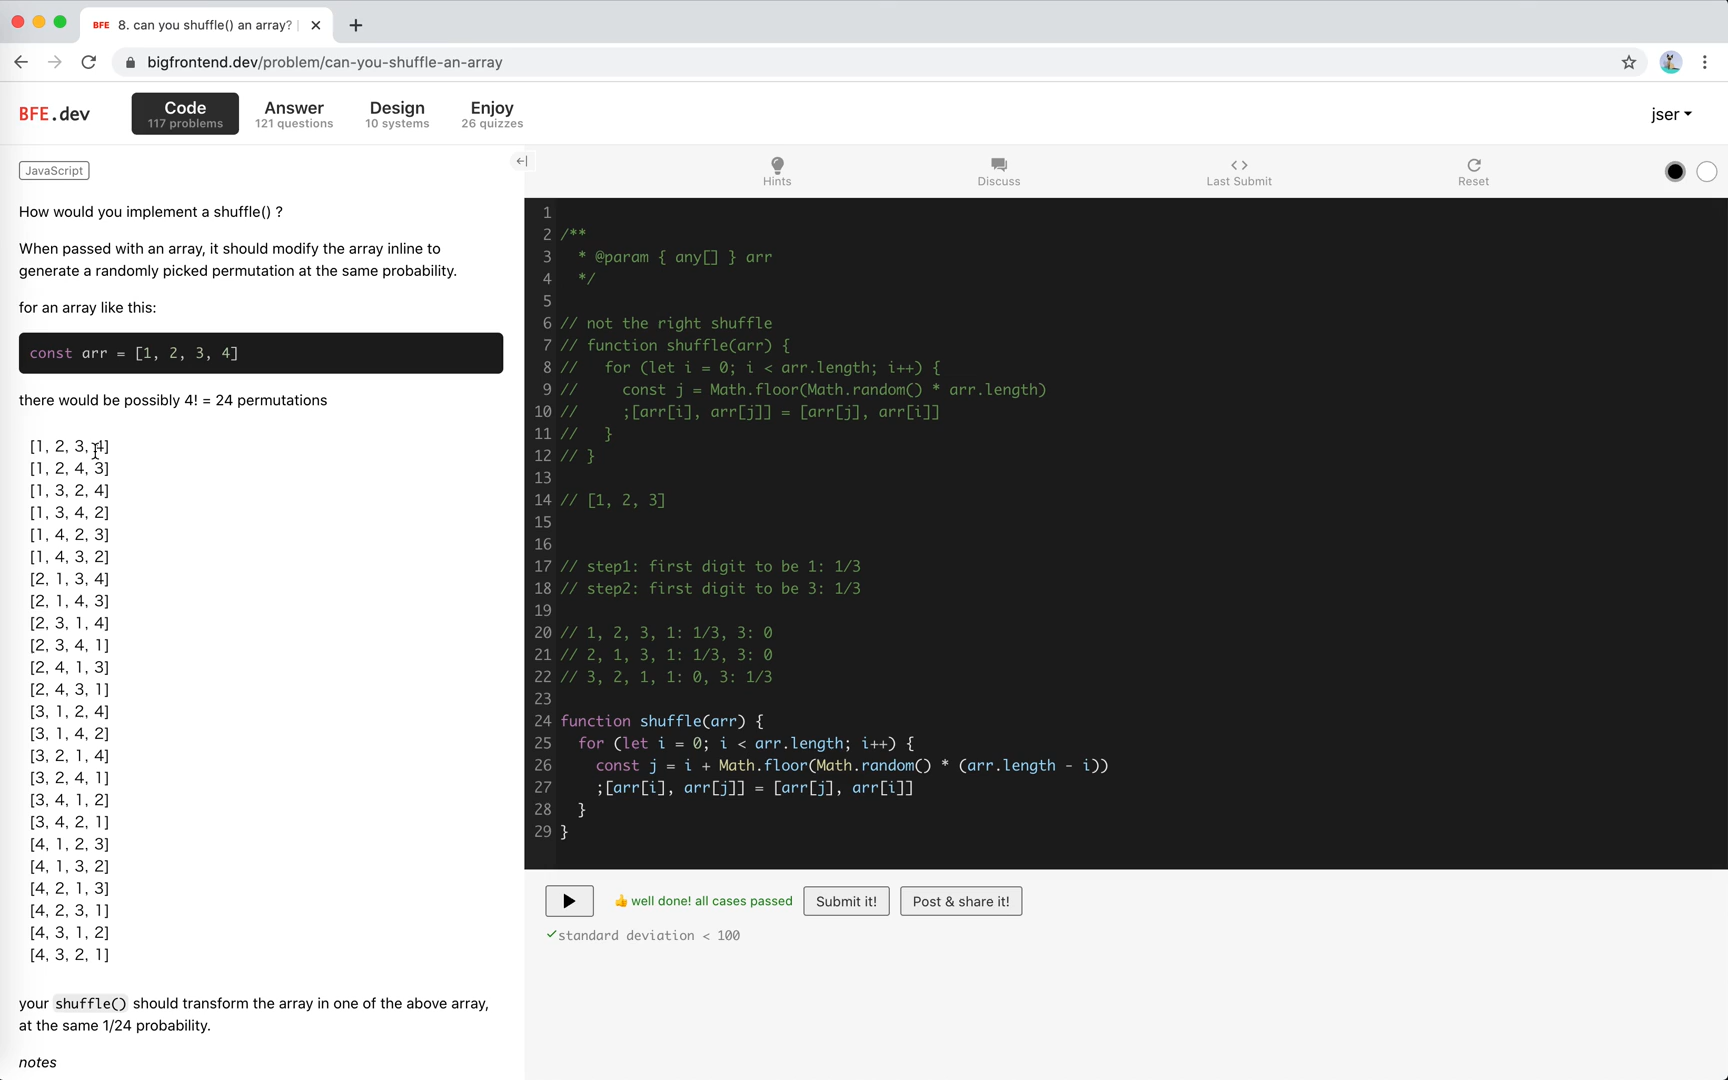 BFE 8. can you shuffle() an array? |
bigfrontend.dev/problem/can-you-shuffle-an-array
BFE.dev
Code
117 problems
Answer
121 questions
Design
10 systems
Enjoy
26 quizzes
jser
JavaScript
How would you implement a shuffle() ?
When passed with an array, it should modify the array inline to
generate a randomly picked permutation at the same probability.
for an array like this:
const arr = [1, 2, 3, 4]
there would be possibly 4! = 24 permutations
[1, 2, 3, 4]
[1, 2, 4, 3]
[1, 3, 2, 4]
[1, 3, 4, 2]
[1, 4, 2, 3]
[1, 4, 3, 2]
[2, 1, 3, 4]
[2, 1, 4, 3]
[2, 3, 1, 4]
[2, 3, 4, 1]
[2, 4, 1, 3]
[2, 4, 3, 1]
[3, 1, 2, 4]
[3, 1, 4, 2]
[3, 2, 1, 4]
[3, 2, 4, 1]
[3, 4, 1, 2]
[3, 4, 2, 1]
[4, 1, 2, 3]
[4, 1, 3, 2]
[4, 2, 1, 3]
[4, 2, 3, 1]
[4, 3, 1, 2]
[4, 3, 2, 1]
your shuffle() should transform the array in one of the above array,
at the same 1/24 probability.
notes
Hints
Discuss
Last Submit
Reset
1
2 /**
3  * @param { any[] } arr
4  */
5
6 // not the right shuffle
7 // function shuffle(arr) {
8 //   for (let i = 0; i < arr.length; i++) {
9 //     const j = Math.floor(Math.random() * arr.length)
10 //     ;[arr[i], arr[j]] = [arr[j], arr[i]]
11 //   }
12 // }
13
14 // [1, 2, 3]
15
16
17 // step1: first digit to be 1: 1/3
18 // step2: first digit to be 3: 1/3
19
20 // 1, 2, 3, 1: 1/3, 3: 0
21 // 2, 1, 3, 1: 1/3, 3: 0
22 // 3, 2, 1, 1: 0, 3: 1/3
23
24 function shuffle(arr) {
25   for (let i = 0; i < arr.length; i++) {
26     const j = i + Math.floor(Math.random() * (arr.length - i))
27     ;[arr[i], arr[j]] = [arr[j], arr[i]]
28   }
29 }
👍 well done! all cases passed
Submit it!
Post & share it!
✓ standard deviation < 100